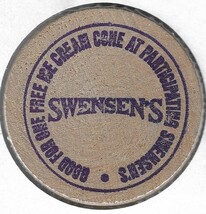 GOOD FOR ONE FREE ICE CREAM CONE AT PARTICIPATING SWENSEN'S
SWENSEN'S